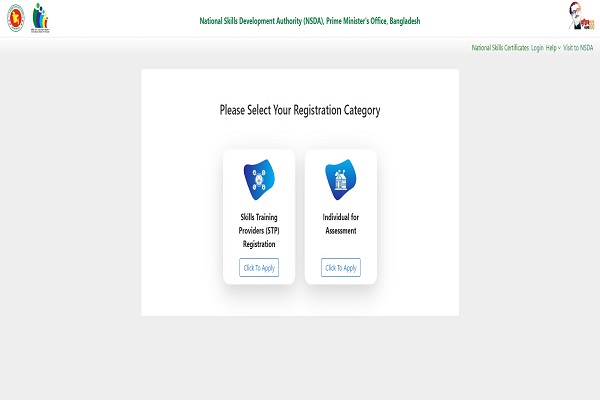 National Skills Development Authority (NSDA), Prime Minister's Office, Bangladesh
National Skills Certificates Login Help Visit to NSDA
Please Select Your Registration Category
Skills Training
Providers (STP)
Registration
Click To Apply
Individual for
Assessment
Click To Apply